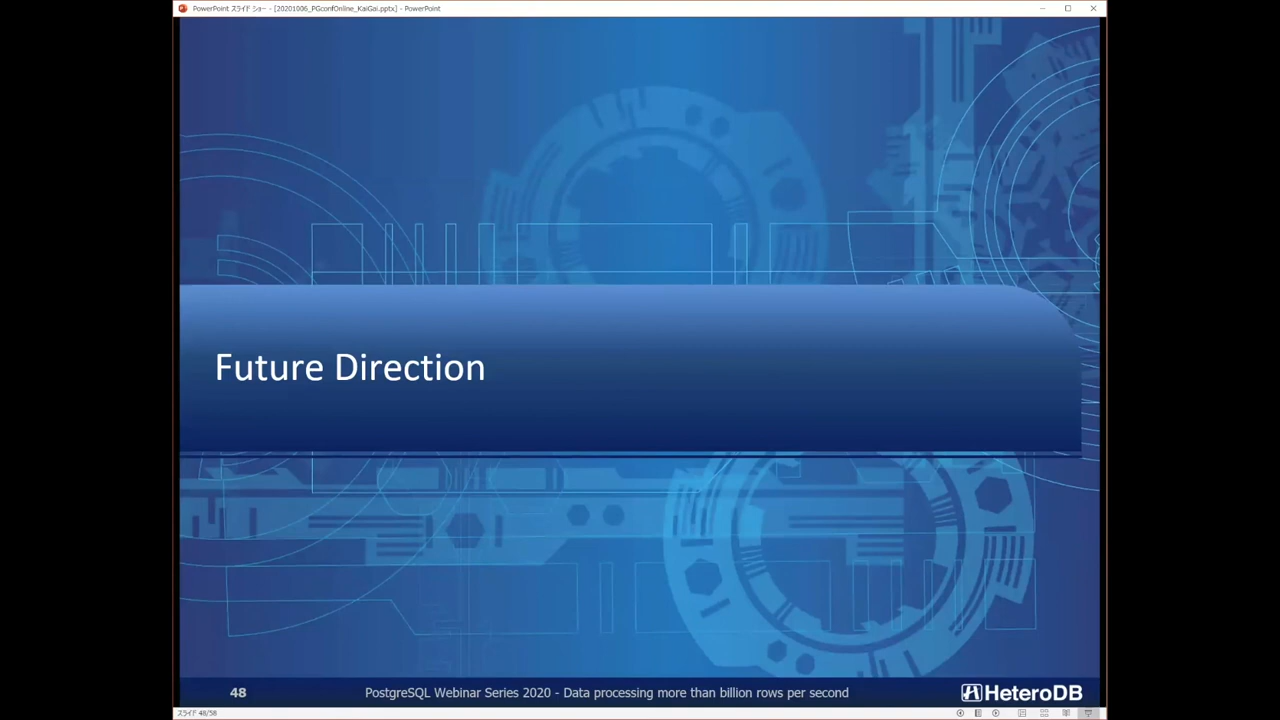 PowerPoint スライド ショー - [20201006_PGconfOnline_KaiGai.pptx] - PowerPoint
Future Direction
48
PostgreSQL Webinar Series 2020 - Data processing more than billion rows per second
HeteroDB
スライド 48/58